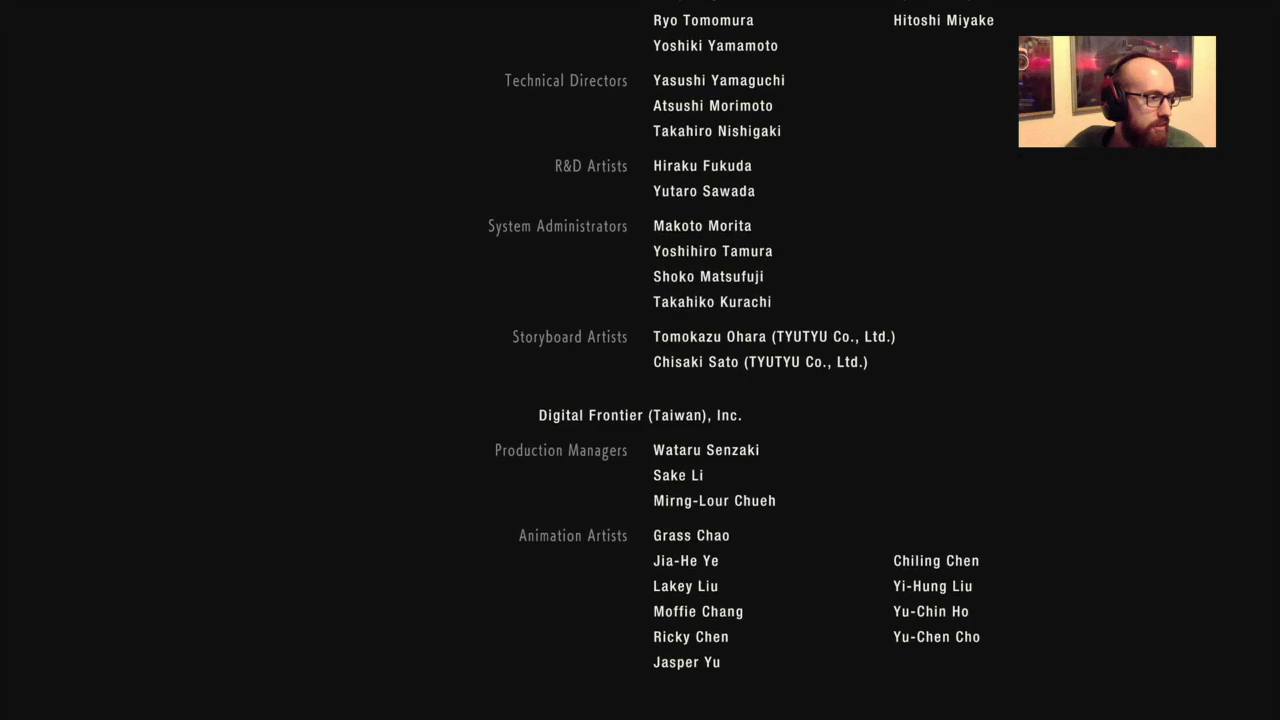 Ryo Tomomura Hitoshi Miyake
Yoshiki Yamamoto
Technical Directors Yasushi Yamaguchi
Atsushi Morimoto
Takahiro Nishigaki
R&D Artists Hiraku Fukuda
Yutaro Sawada
System Administrators Makoto Morita
Yoshihiro Tamura
Shoko Matsufuji
Takahiko Kurachi
Storyboard Artists Tomokazu Ohara (TYUTYU Co., Ltd.)
Chisaki Sato (TYUTYU Co., Ltd.)
Digital Frontier (Taiwan), Inc.
Production Managers Wataru Senzaki
Sake Li
Mirng-Lour Chueh
Animation Artists Grass Chao
Jia-He Ye Chiling Chen
Lakey Liu Yi-Hung Liu
Moffie Chang Yu-Chin Ho
Ricky Chen Yu-Chen Cho
Jasper Yu